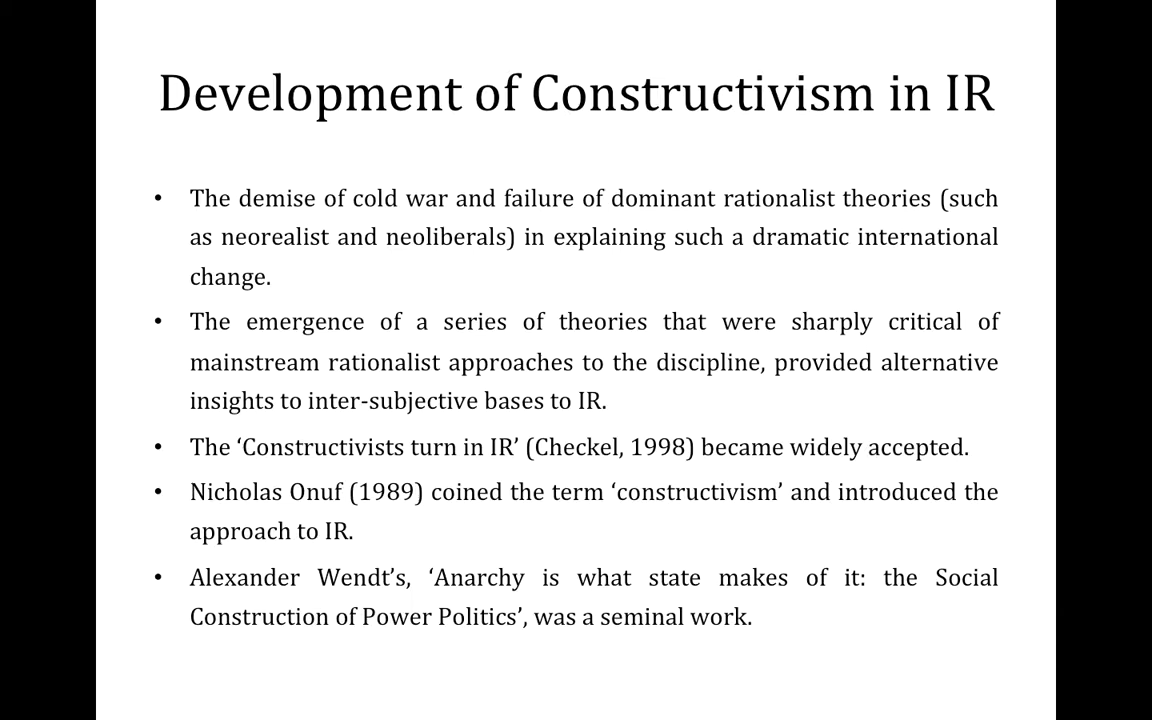 Development of Constructivism in IR
• The demise of cold war and failure of dominant rationalist theories (such
as neorealist and neoliberals) in explaining such a dramatic international
change.
• The emergence of a series of theories that were sharply critical of
mainstream rationalist approaches to the discipline, provided alternative
insights to inter-subjective bases to IR.
• The ‘Constructivists turn in IR’ (Checkel, 1998) became widely accepted.
• Nicholas Onuf (1989) coined the term ‘constructivism’ and introduced the
approach to IR.
• Alexander Wendt’s, ‘Anarchy is what state makes of it: the Social
Construction of Power Politics’, was a seminal work.